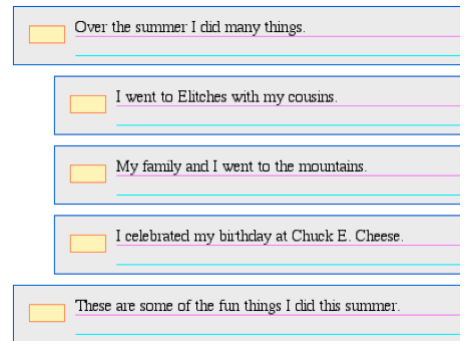 Over the summer I did many things.
I went to Elitches with my cousins.
My family and I went to the mountains.
I celebrated my birthday at Chuck E. Cheese.
These are some of the fun things I did this summer.